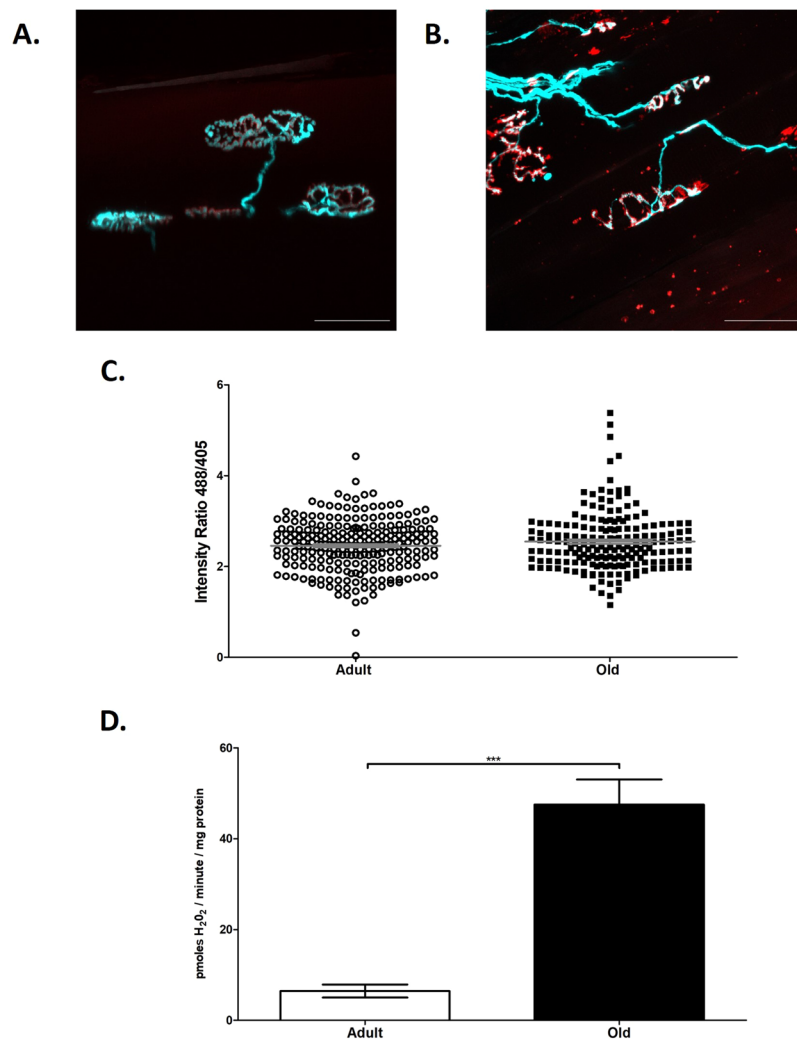 A.
B.
C.
6
4
2
0
Intensity Ratio 488/405
Adult
Old
D.
60
40
20
0
pmoles H₂0₂ / minute / mg protein
***
Adult
Old